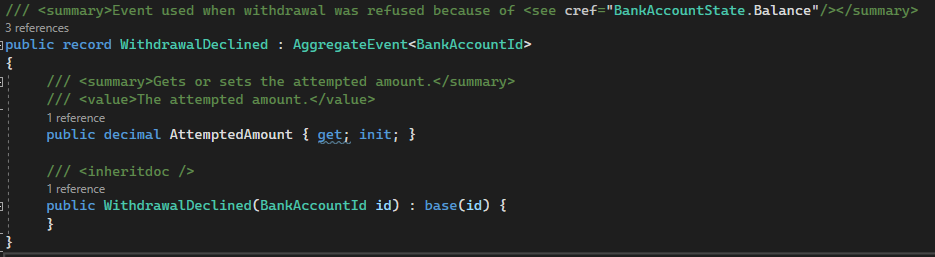 /// <summary>Event used when withdrawal was refused because of <see cref="BankAccountState.Balance"/></summary>
3 references
public record WithdrawalDeclined : AggregateEvent<BankAccountId>
{
/// <summary>Gets or sets the attempted amount.</summary>
/// <value>The attempted amount.</value>
1 reference
public decimal AttemptedAmount { get; init; }
/// <inheritdoc />
1 reference
public WithdrawalDeclined(BankAccountId id) : base(id) {
}
}